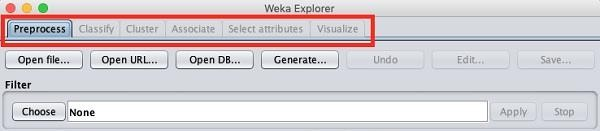 Weka Explorer
Preprocess Classify Cluster Associate Select attributes Visualize
Open file... Open URL... Open DB... Generate... Undo Edit... Save...
Filter
Choose None Apply Stop